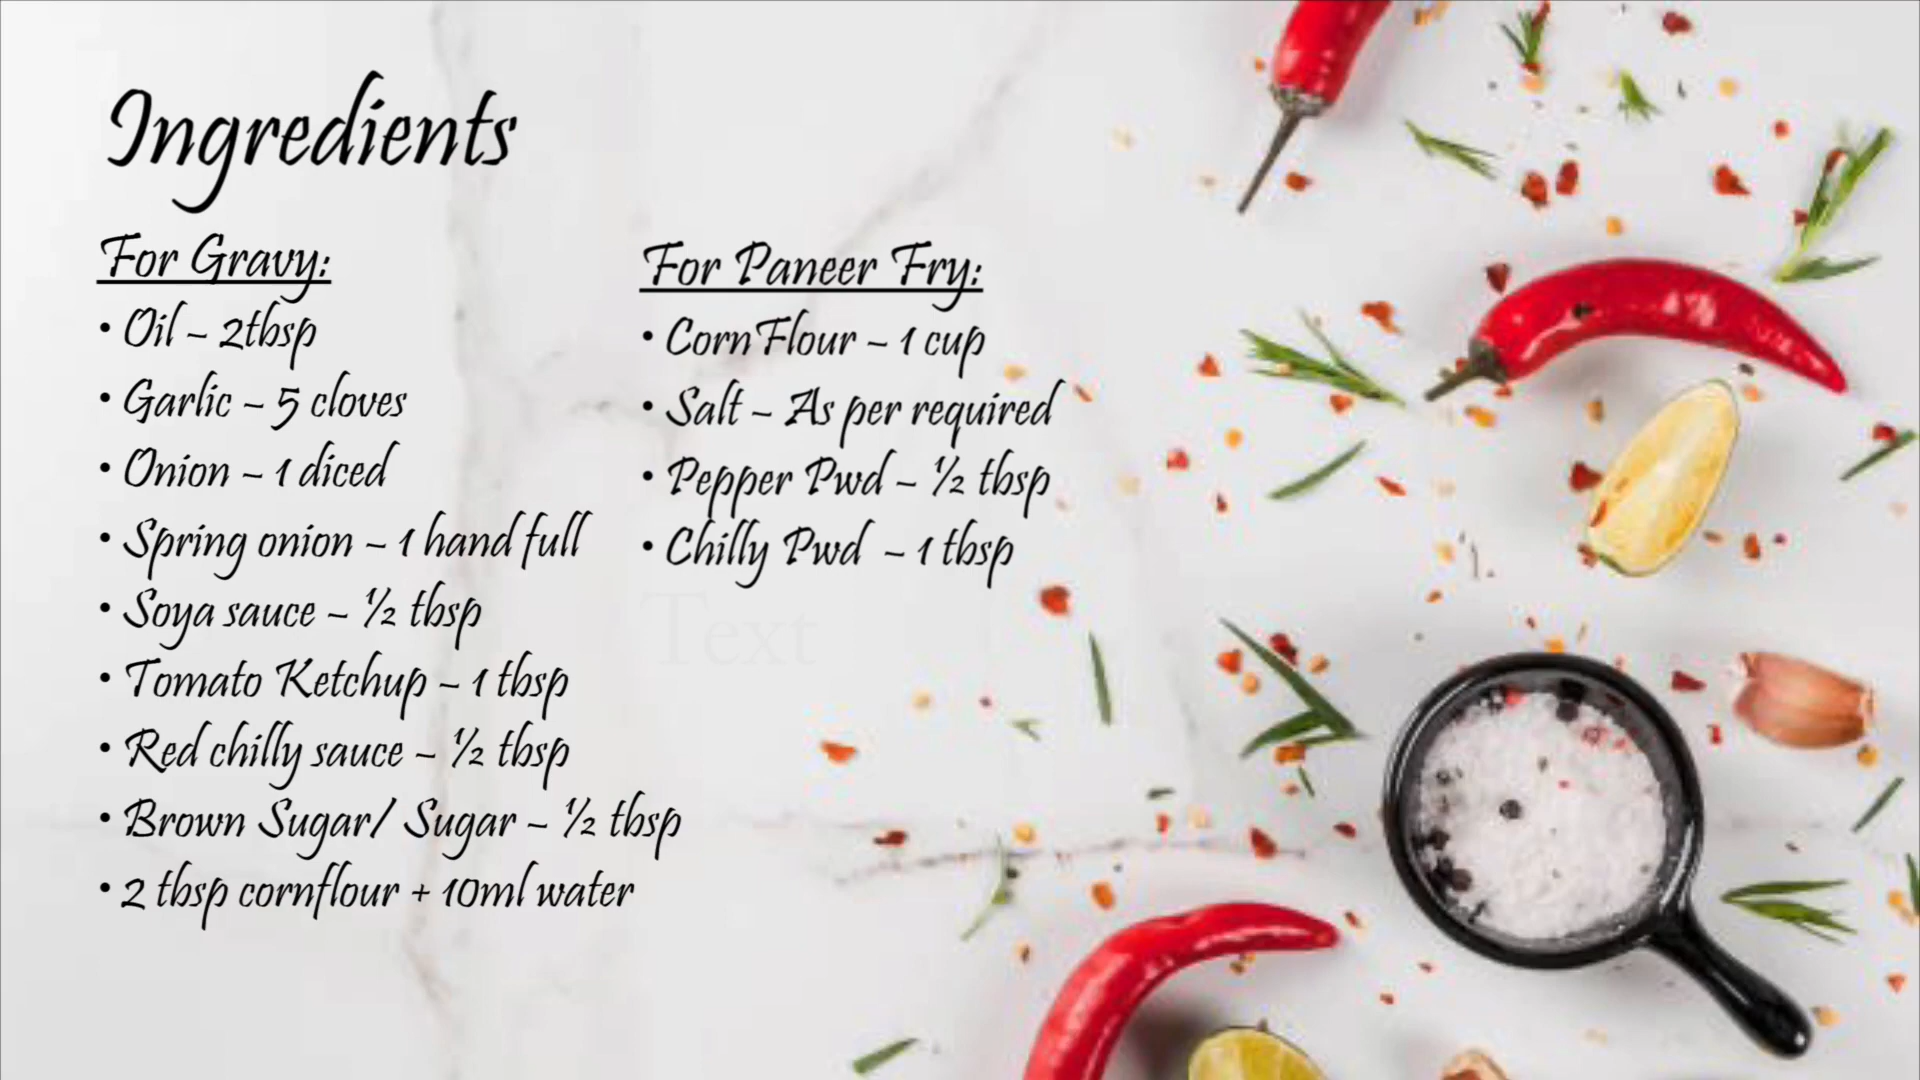 Ingredients
For Gravy:
• Oil – 2tbsp
• Garlic – 5 cloves
• Onion – 1 diced
• Spring onion – 1 hand full
• Soya sauce – ½ tbsp
• Tomato Ketchup – 1 tbsp
• Red chilly sauce – ½ tbsp
• Brown Sugar/ Sugar – ½ tbsp
• 2 tbsp cornflour + 10ml water
For Paneer Fry:
• CornFlour – 1 cup
• Salt – As per required
• Pepper Pwd – ½ tbsp
• Chilly Pwd – 1 tbsp
Text